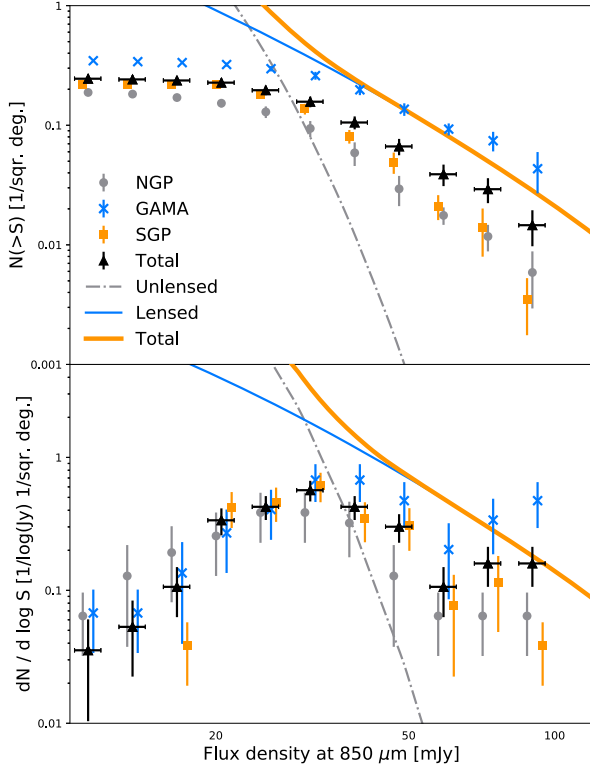 1
0.1
0.01
0.001
N(>S) [1/sqr. deg.]
NGP
GAMA
SGP
Total
Unlensed
Lensed
Total
1
0.1
0.01
dN / d log S [1/log(Jy) 1/sqr. deg.]
20
50
100
Flux density at 850 μm [mJy]